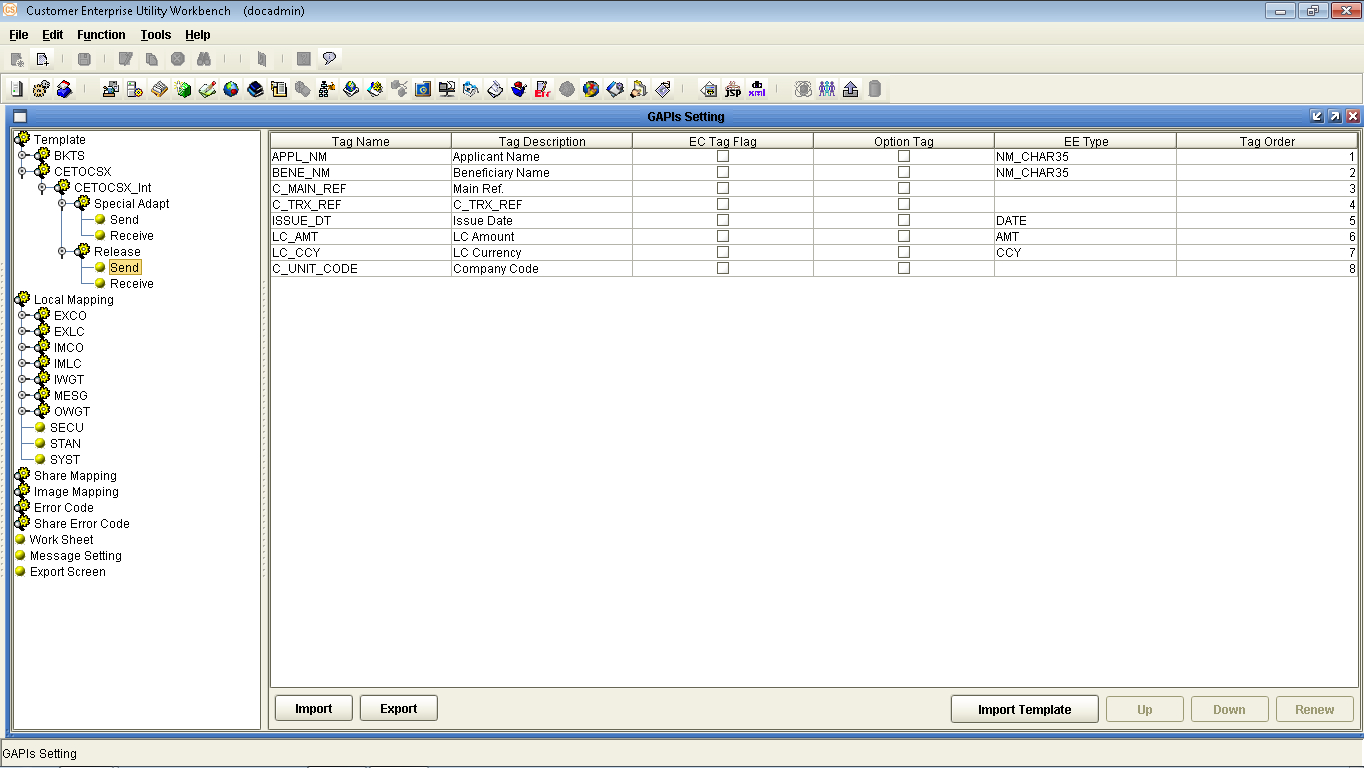 CS Customer Enterprise Utility Workbench (docadmin)
File Edit Function Tools Help
jsp xml
GAPIs Setting
Template
BKTS
CETOCSX
CETOCSX_Int
Special Adapt
Send
Receive
Release
Send
Receive
Local Mapping
EXCO
EXLC
IMCO
IMLC
IWGT
MESG
OWGT
SECU
STAN
SYST
Share Mapping
Image Mapping
Error Code
Share Error Code
Work Sheet
Message Setting
Export Screen
Tag Name Tag Description EC Tag Flag Option Tag EE Type Tag Order
APPL_NM Applicant Name NM_CHAR35 1
BENE_NM Beneficiary Name NM_CHAR35 2
C_MAIN_REF Main Ref. 3
C_TRX_REF C_TRX_REF 4
ISSUE_DT Issue Date DATE 5
LC_AMT LC Amount AMT 6
LC_CCY LC Currency CCY 7
C_UNIT_CODE Company Code 8
Import Export Import Template Up Down Renew
GAPIs Setting